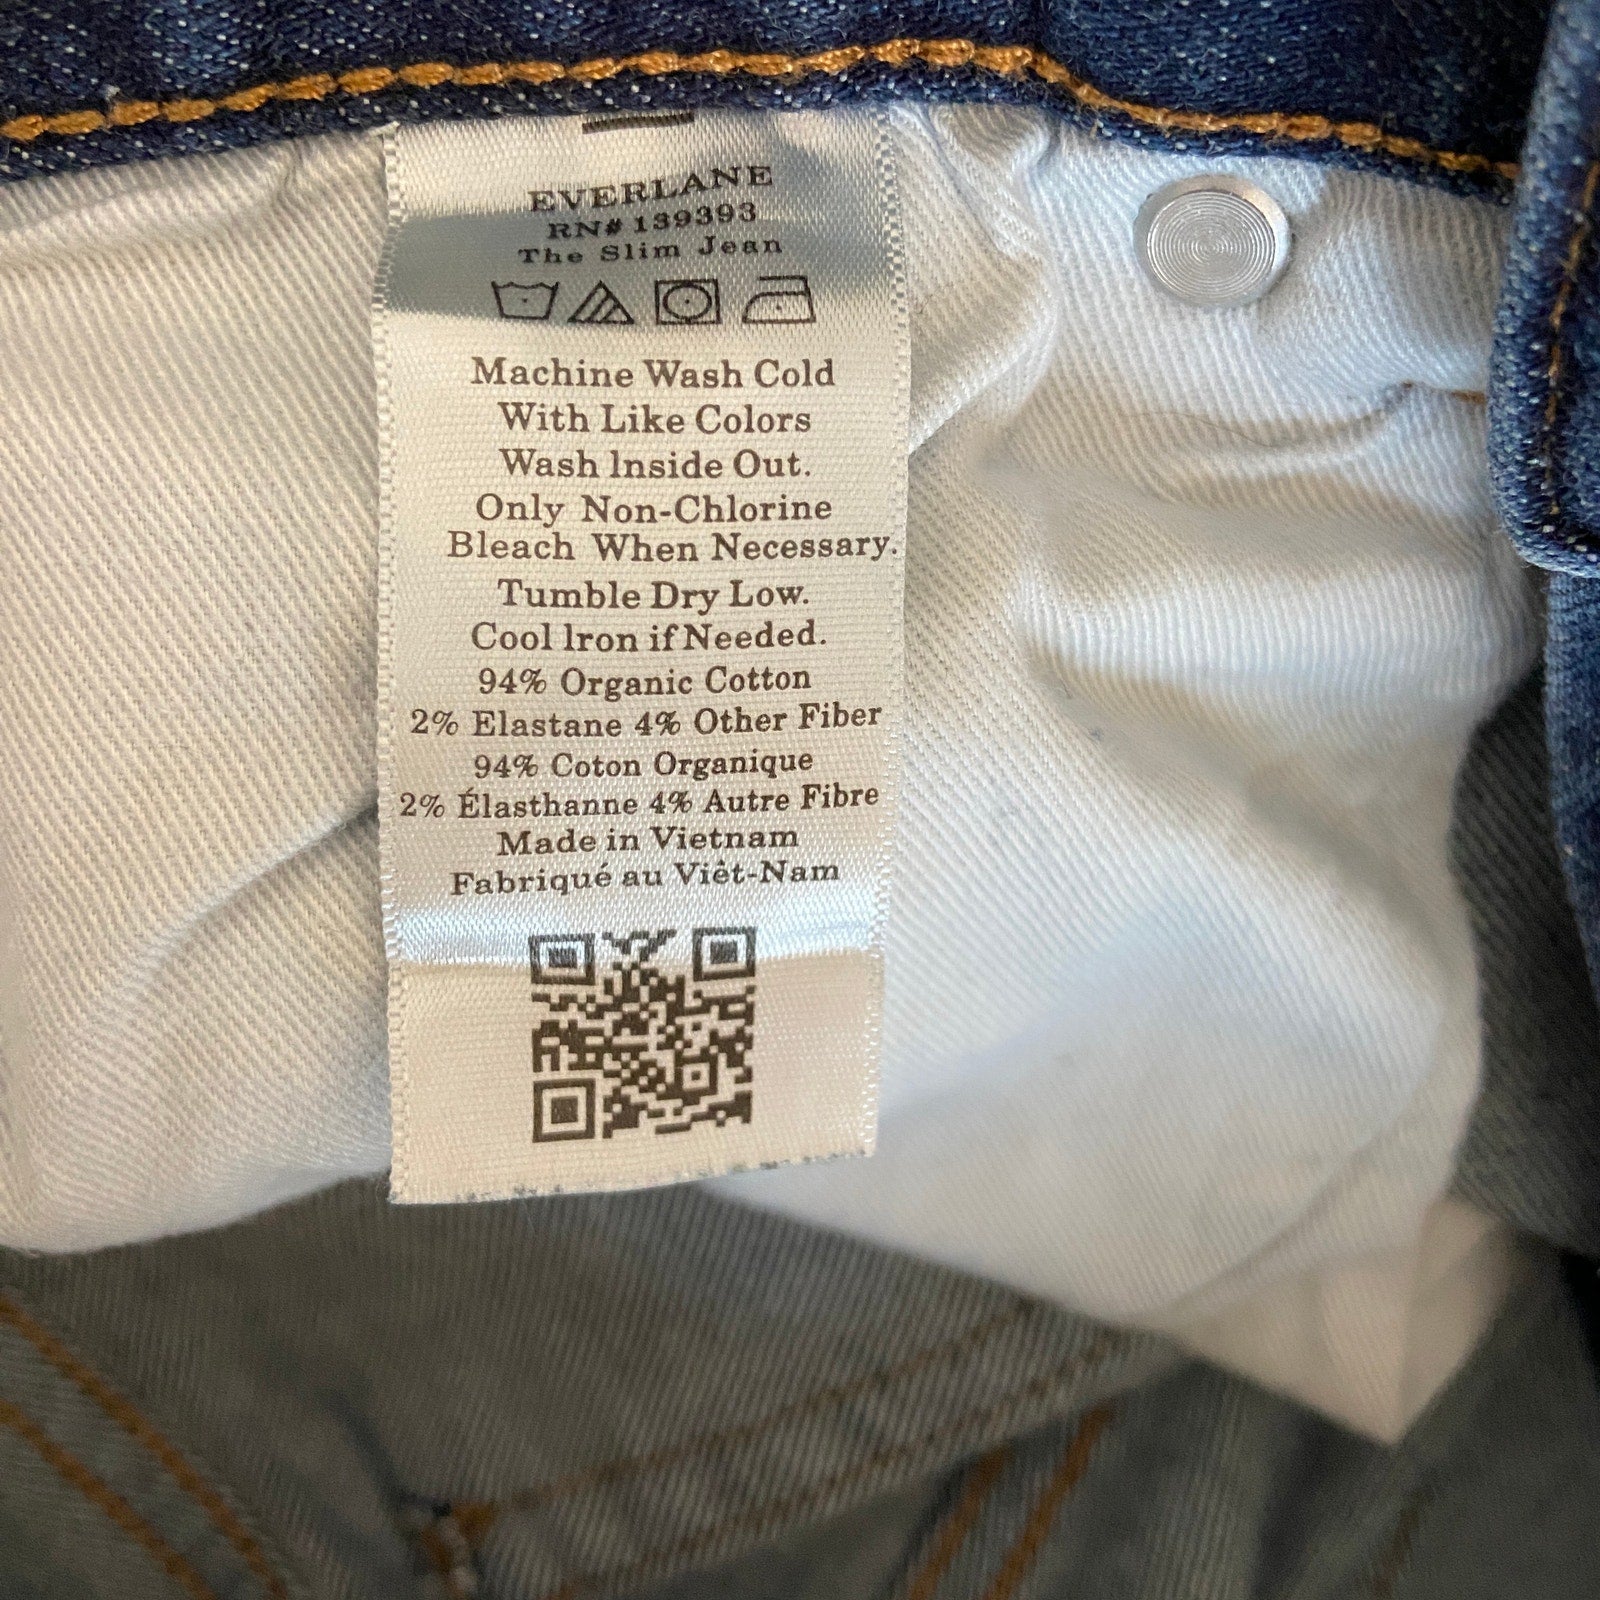 EVERLANE
RN# 139393
The Slim Jean
Machine Wash Cold
With Like Colors
Wash Inside Out.
Only Non-Chlorine
Bleach When Necessary.
Tumble Dry Low.
Cool Iron if Needed.
94% Organic Cotton
2% Elastane 4% Other Fiber
94% Coton Organique
2% Élasthanne 4% Autre Fibre
Made in Vietnam
Fabriqué au Viêt-Nam